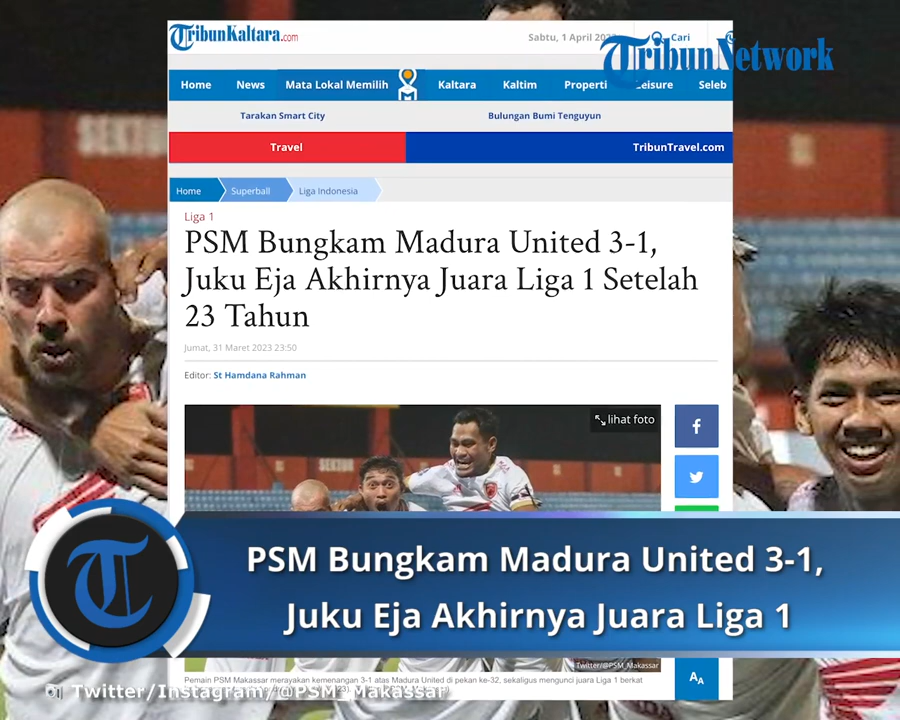 TribunKaltara.com
Sabtu, 1 April 2023
Cari
TribunNetwork
Home News Mata Lokal Memilih Kaltara Kaltim Properti Leisure Seleb
Tarakan Smart City Bulungan Bumi Tenguyun
Travel TribunTravel.com
Home Superball Liga Indonesia
Liga 1
PSM Bungkam Madura United 3-1,
Juku Eja Akhirnya Juara Liga 1 Setelah
23 Tahun
Jumat, 31 Maret 2023 23:50
Editor: St Hamdana Rahman
SEKTOR
lihat foto
PSM Bungkam Madura United 3-1,
Juku Eja Akhirnya Juara Liga 1
Twitter/@PSM_Makassar
Pemain PSM Makassar merayakan kemenangan 3-1 atas Madura United di pekan ke-32, sekaligus mengunci juara Liga 1 berkat
Twitter/Instagram/@PSM_Makassar
AA